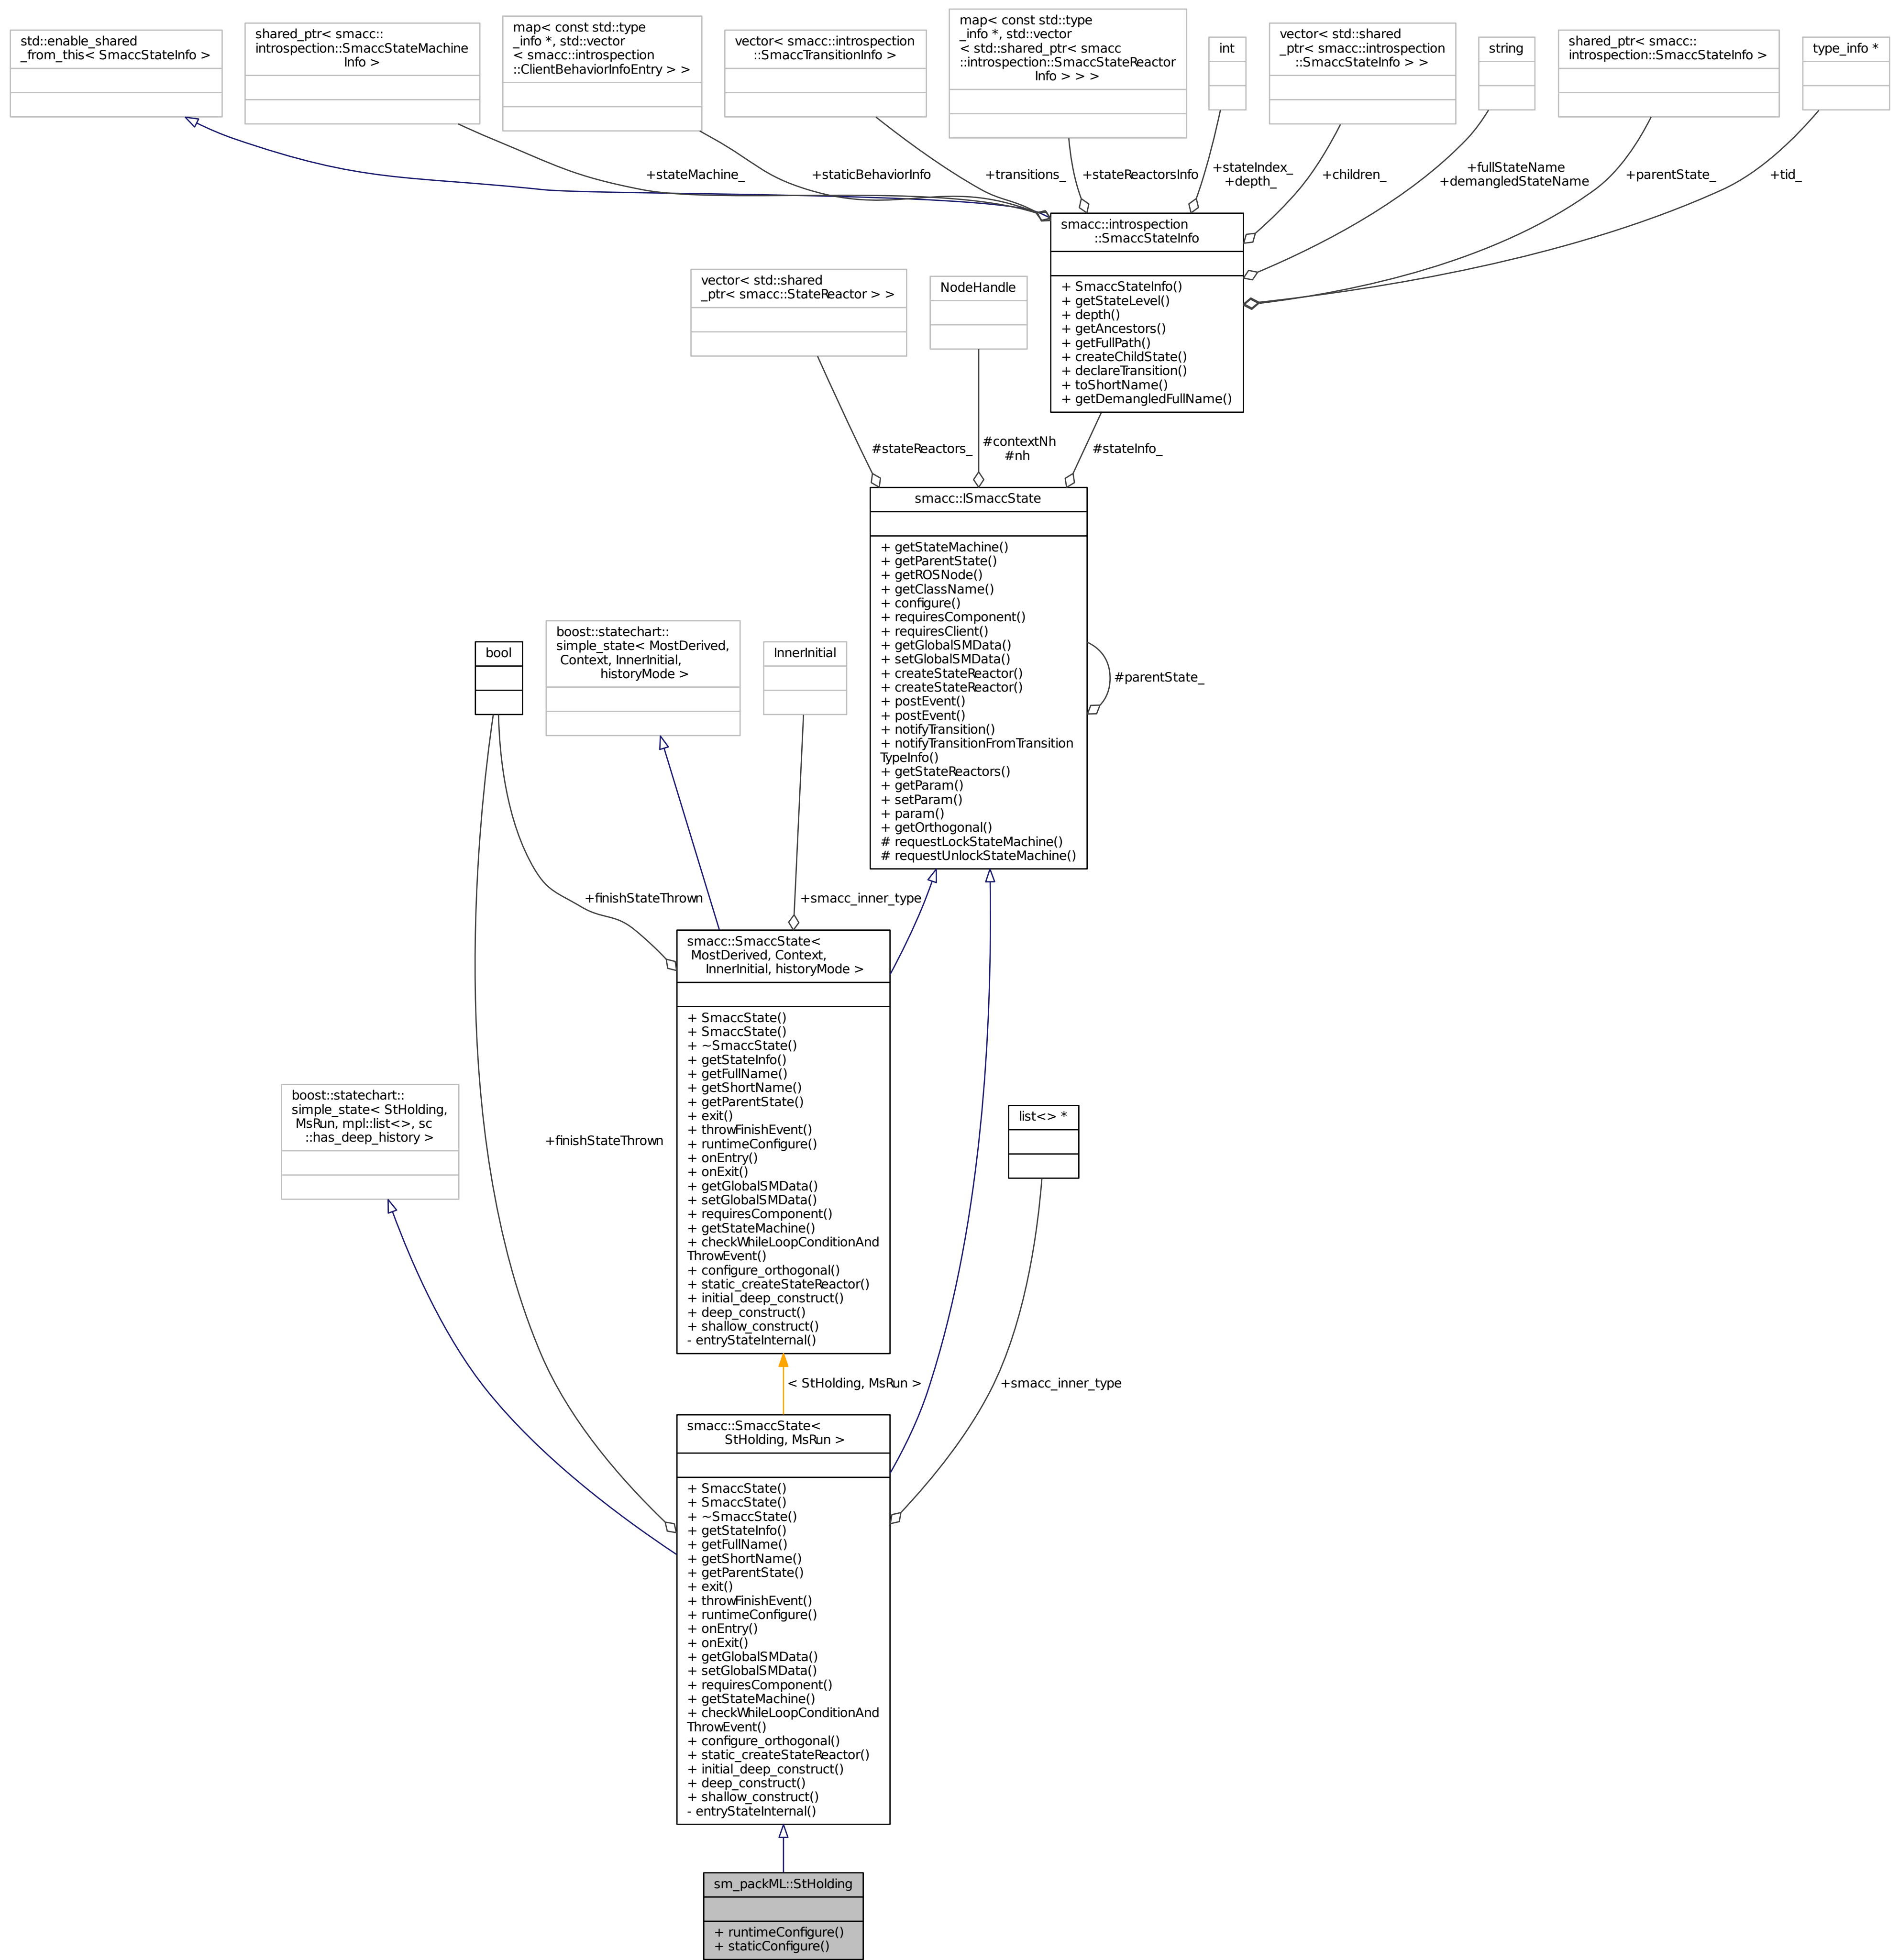 std::enable_shared
_from_this< SmaccStateInfo >
shared_ptr< smacc::
introspection::SmaccStateMachine
Info >
map< const std::type
_info *, std::vector
< smacc::introspection
::ClientBehaviorInfoEntry > >
vector< smacc::introspection
::SmaccTransitionInfo >
map< const std::type
_info *, std::vector
< std::shared_ptr< smacc
::introspection::SmaccStateReactor
Info > > >
int
vector< std::shared
_ptr< smacc::introspection
::SmaccStateInfo > >
string
shared_ptr< smacc::
introspection::SmaccStateInfo >
type_info *
+stateMachine_
+staticBehaviorInfo
+transitions_
+stateReactorsInfo
+stateIndex_
+depth_
+children_
+fullStateName
+demangledStateName
+parentState_
+tid_
smacc::introspection
::SmaccStateInfo
+ SmaccStateInfo()
+ getStateLevel()
+ depth()
+ getAncestors()
+ getFullPath()
+ createChildState()
+ declareTransition()
+ toShortName()
+ getDemangledFullName()
vector< std::shared
_ptr< smacc::StateReactor > >
NodeHandle
#stateReactors_
#contextNh
#nh
#stateInfo_
smacc::ISmaccState
+ getStateMachine()
+ getParentState()
+ getROSNode()
+ getClassName()
+ configure()
+ requiresComponent()
+ requiresClient()
+ getGlobalSMData()
+ setGlobalSMData()
+ createStateReactor()
+ createStateReactor()
+ postEvent()
+ postEvent()
+ notifyTransition()
+ notifyTransitionFromTransition
TypeInfo()
+ getStateReactors()
+ getParam()
+ setParam()
+ param()
+ getOrthogonal()
# requestLockStateMachine()
# requestUnlockStateMachine()
#parentState_
bool
boost::statechart::
simple_state< MostDerived,
Context, InnerInitial,
historyMode >
InnerInitial
+finishStateThrown
+smacc_inner_type
smacc::SmaccState<
MostDerived, Context,
InnerInitial, historyMode >
+ SmaccState()
+ SmaccState()
+ ~SmaccState()
+ getStateInfo()
+ getFullName()
+ getShortName()
+ getParentState()
+ exit()
+ throwFinishEvent()
+ runtimeConfigure()
+ onEntry()
+ onExit()
+ getGlobalSMData()
+ setGlobalSMData()
+ requiresComponent()
+ getStateMachine()
+ checkWhileLoopConditionAnd
ThrowEvent()
+ configure_orthogonal()
+ static_createStateReactor()
+ initial_deep_construct()
+ deep_construct()
+ shallow_construct()
- entryStateInternal()
boost::statechart::
simple_state< StHolding,
MsRun, mpl::list<>, sc
::has_deep_history >
+finishStateThrown
list<> *
< StHolding, MsRun >
+smacc_inner_type
smacc::SmaccState<
StHolding, MsRun >
+ SmaccState()
+ SmaccState()
+ ~SmaccState()
+ getStateInfo()
+ getFullName()
+ getShortName()
+ getParentState()
+ exit()
+ throwFinishEvent()
+ runtimeConfigure()
+ onEntry()
+ onExit()
+ getGlobalSMData()
+ setGlobalSMData()
+ requiresComponent()
+ getStateMachine()
+ checkWhileLoopConditionAnd
ThrowEvent()
+ configure_orthogonal()
+ static_createStateReactor()
+ initial_deep_construct()
+ deep_construct()
+ shallow_construct()
- entryStateInternal()
sm_packML::StHolding
+ runtimeConfigure()
+ staticConfigure()